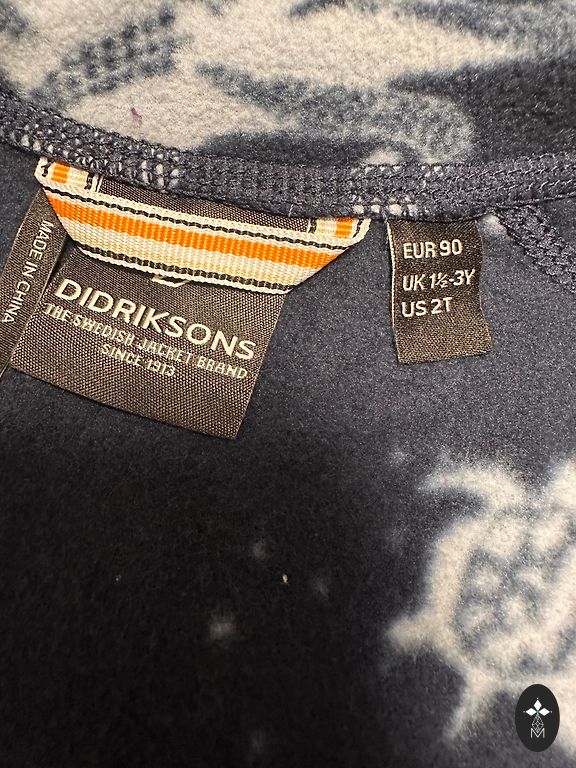 MADE IN CHINA
DIDRIKSONS
THE SWEDISH JACKET BRAND
SINCE 1913
EUR 90
UK 1½-3Y
US 2T
M